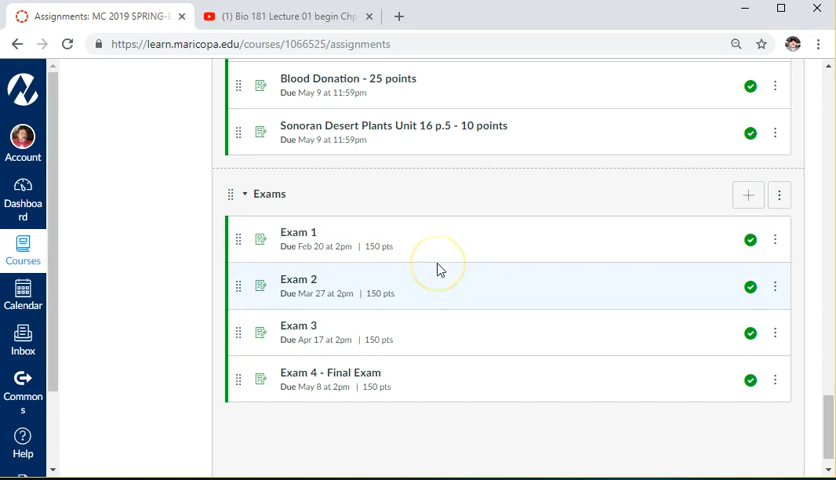 Assignments: MC 2019 SPRING-
(1) Bio 181 Lecture 01 begin Chp
https://learn.maricopa.edu/courses/1066525/assignments
Account
Dashboa
rd
Courses
Calendar
Inbox
Common
s
Help
Blood Donation - 25 points
Due May 9 at 11:59pm
Sonoran Desert Plants Unit 16 p.5 - 10 points
Due May 9 at 11:59pm
Exams
Exam 1
Due Feb 20 at 2pm | 150 pts
Exam 2
Due Mar 27 at 2pm | 150 pts
Exam 3
Due Apr 17 at 2pm | 150 pts
Exam 4 - Final Exam
Due May 8 at 2pm | 150 pts